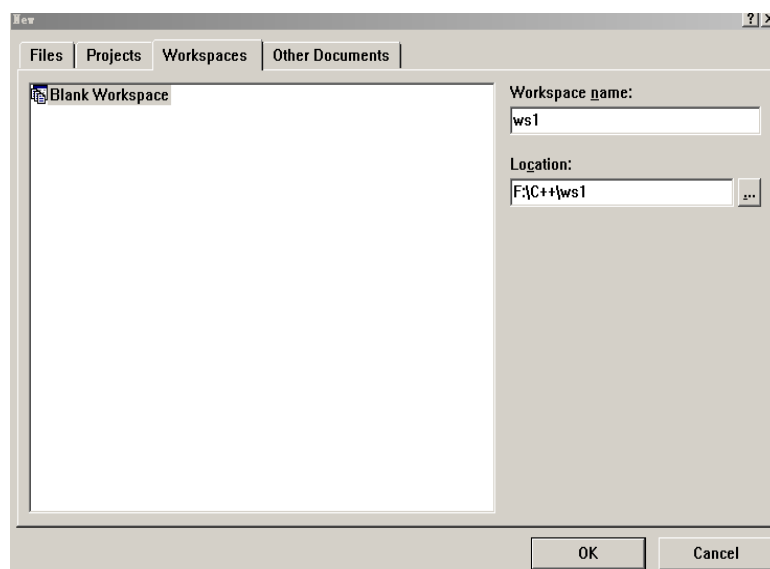 New
Files Projects Workspaces Other Documents
Blank Workspace
Workspace name:
ws1
Location:
F:\C++\ws1
...
OK Cancel